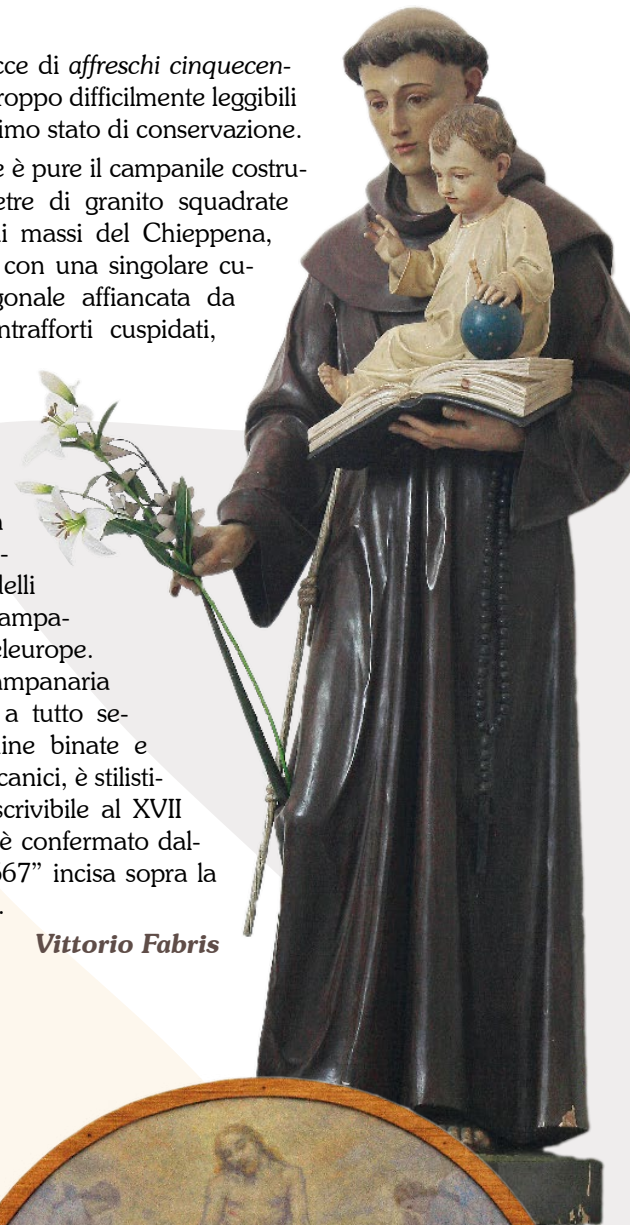 cce di affreschi cinquecen-
roppo difficilmente leggibili
imo stato di conservazione.
e è pure il campanile costru-
etre di granito squadrate
i massi del Chieppena,
con una singolare cu-
gonale affiancata da
ntrafforti cuspidati,
-
delli
ampa-
eleurope.
ampanaria
a tutto se-
ine binate e
canici, è stilisti-
scrivibile al XVII
è confermato dal-
667” incisa sopra la
.
Vittorio Fabris